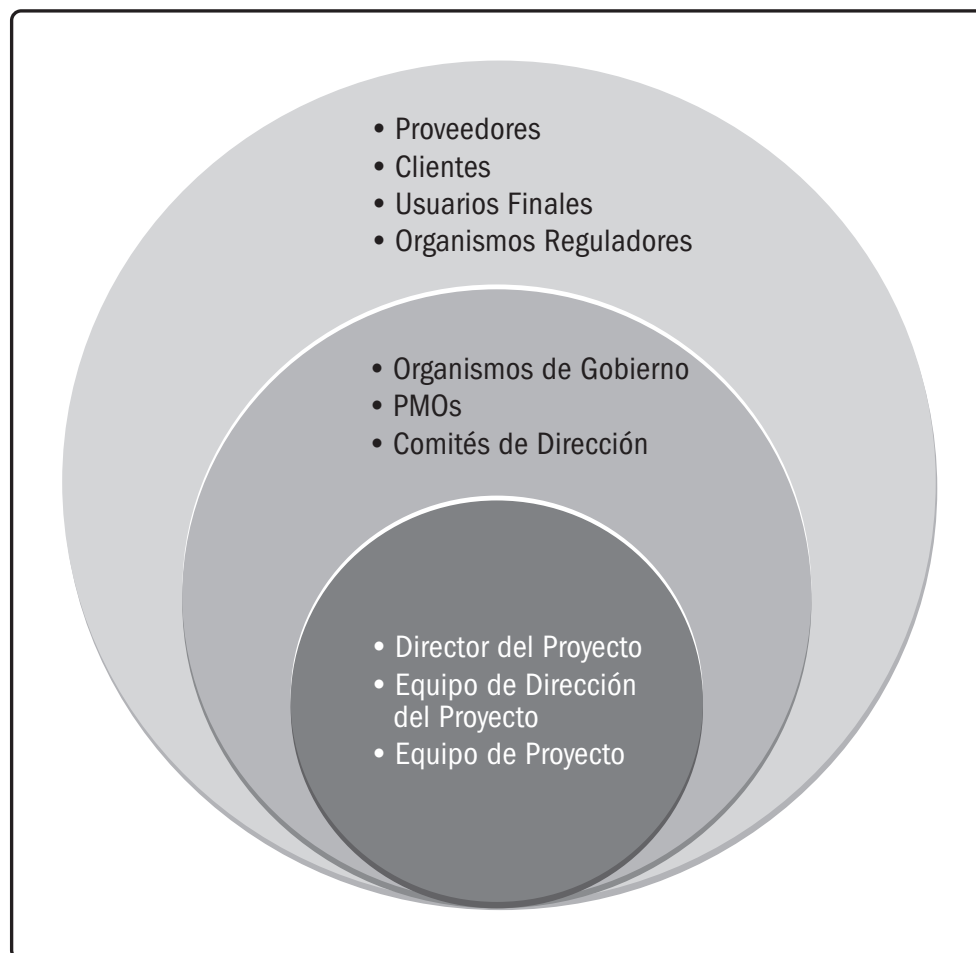 • Proveedores
• Clientes
• Usuarios Finales
• Organismos Reguladores
• Organismos de Gobierno
• PMOs
• Comités de Dirección
• Director del Proyecto
• Equipo de Dirección
del Proyecto
• Equipo de Proyecto